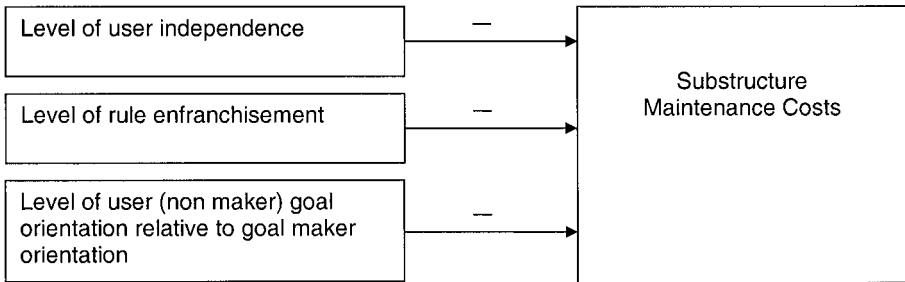 Level of user independence
—
Level of rule enfranchisement
—
Level of user (non maker) goal
orientation relative to goal maker
orientation
—
Substructure
Maintenance Costs